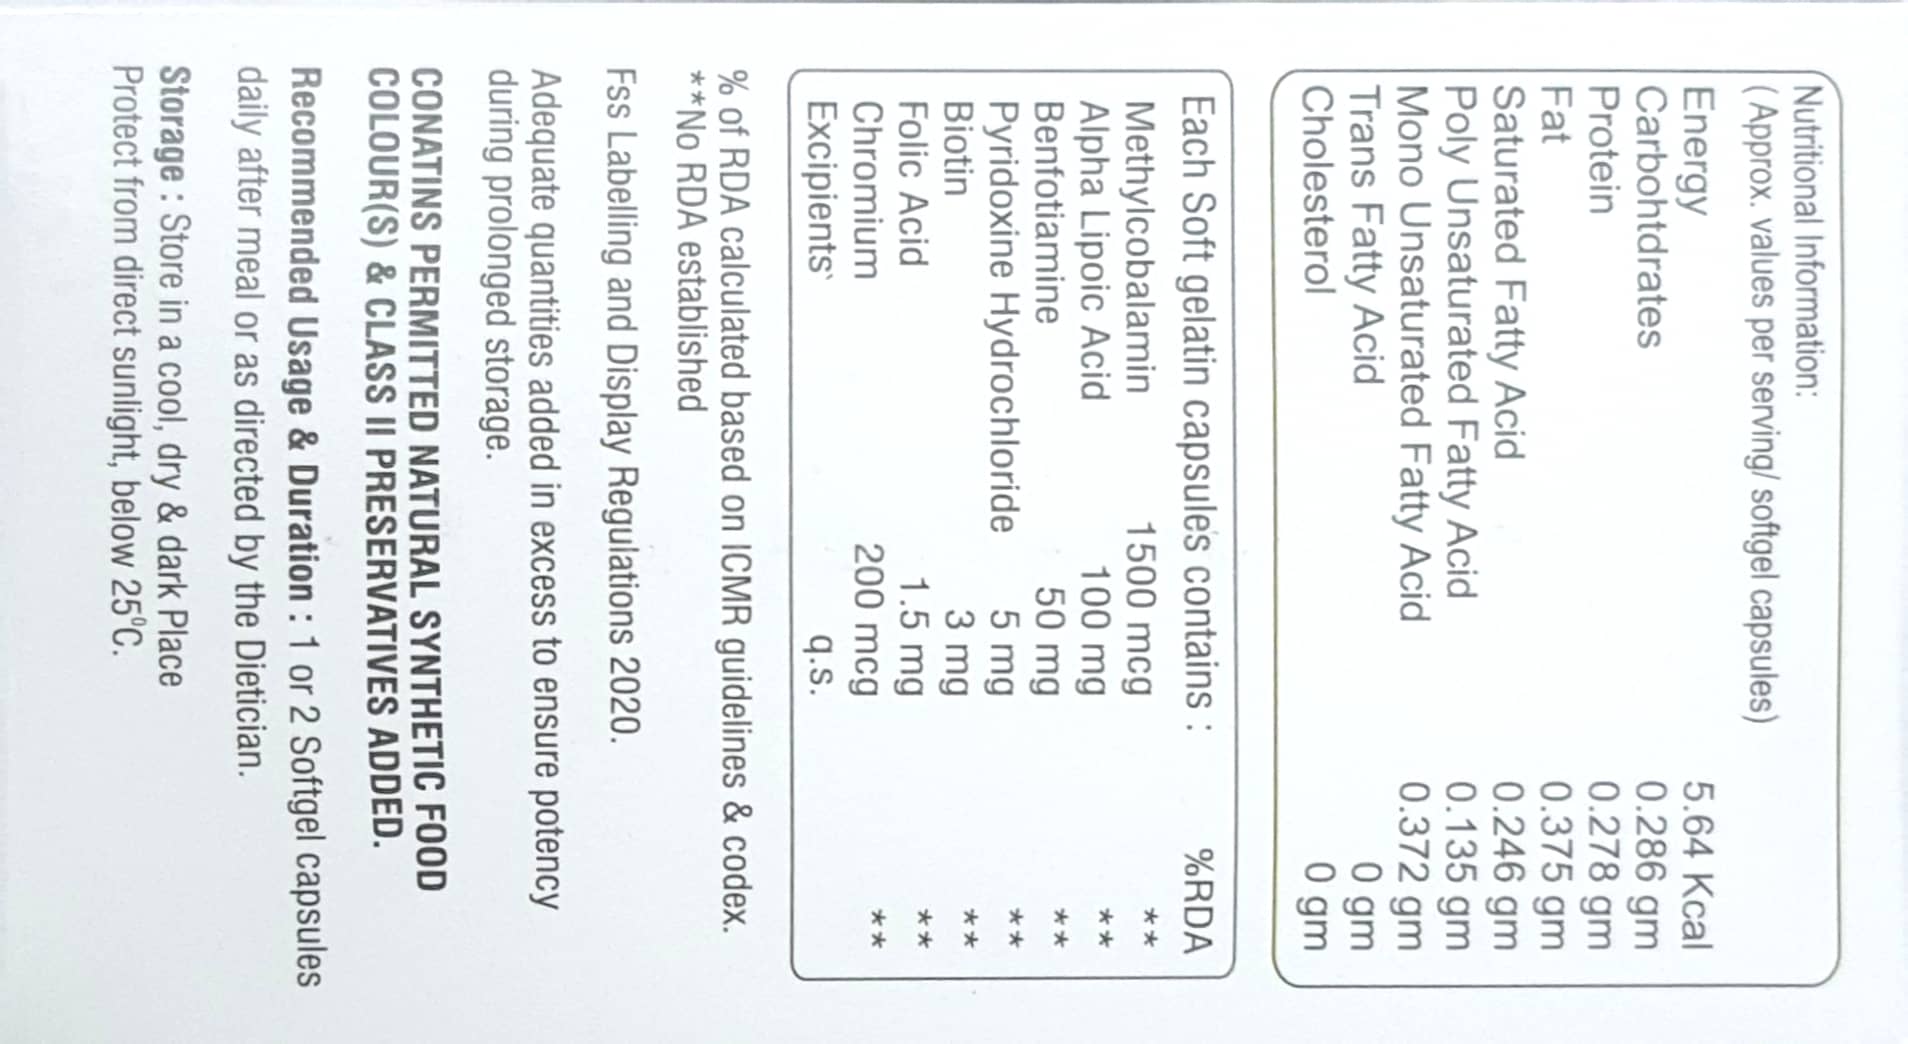 Nutritional Information:
( Approx. values per serving/ softgel capsules)
Energy 5.64 Kcal
Carbohtdrates 0.286 gm
Protein 0.278 gm
Fat 0.375 gm
Saturated Fatty Acid 0.246 gm
Poly Unsaturated Fatty Acid 0.135 gm
Mono Unsaturated Fatty Acid 0.372 gm
Trans Fatty Acid 0 gm
Cholesterol 0 gm
Each Soft gelatin capsule's contains : %RDA
Methylcobalamin 1500 mcg **
Alpha Lipoic Acid 100 mg **
Benfotiamine 50 mg **
Pyridoxine Hydrochloride 5 mg **
Biotin 3 mg **
Folic Acid 1.5 mg **
Chromium 200 mcg **
Excipients` q.s.
% of RDA calculated based on ICMR guidelines & codex.
**No RDA established
Fss Labelling and Display Regulations 2020.
Adequate quantities added in excess to ensure potency
during prolonged storage.
CONATINS PERMITTED NATURAL SYNTHETIC FOOD
COLOUR(S) & CLASS II PRESERVATIVES ADDED.
Recommended Usage & Duration : 1 or 2 Softgel capsules
daily after meal or as directed by the Dietician.
Storage : Store in a cool, dry & dark Place
Protect from direct sunlight, below 25⁰C.